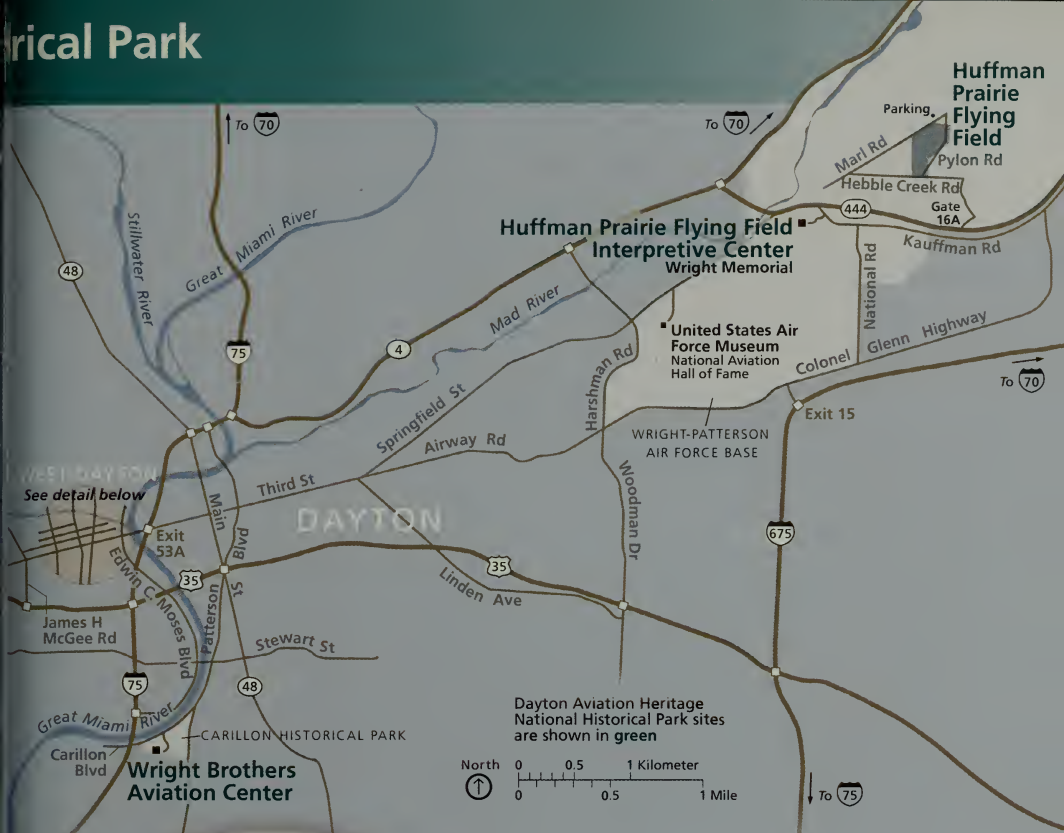 rical Park
To 70
To 70
Huffman
Prairie
Flying
Field
Parking
Marl Rd
Pylon Rd
Hebble Creek Rd
Gate
16A
444
Kauffman Rd
Huffman Prairie Flying Field
Interpretive Center
Wright Memorial
National Rd
Stillwater River
Great Miami River
48
75
4
Mad River
United States Air
Force Museum
National Aviation
Hall of Fame
Colonel Glenn Highway
To 70
Harshman Rd
Springfield St
Airway Rd
Exit 15
WRIGHT-PATTERSON
AIR FORCE BASE
WEST DAYTON
See detail below
Third St
Main St
DAYTON
Woodman Dr
Exit
53A
Patterson Blvd
675
35
35
Edwin C. Moses Blvd
Linden Ave
James H
McGee Rd
Stewart St
75
48
Great Miami River
CARILLON HISTORICAL PARK
Carillon
Blvd
Wright Brothers
Aviation Center
Dayton Aviation Heritage
National Historical Park sites
are shown in green
North
0 0.5 1 Kilometer
0 0.5 1 Mile
To 75